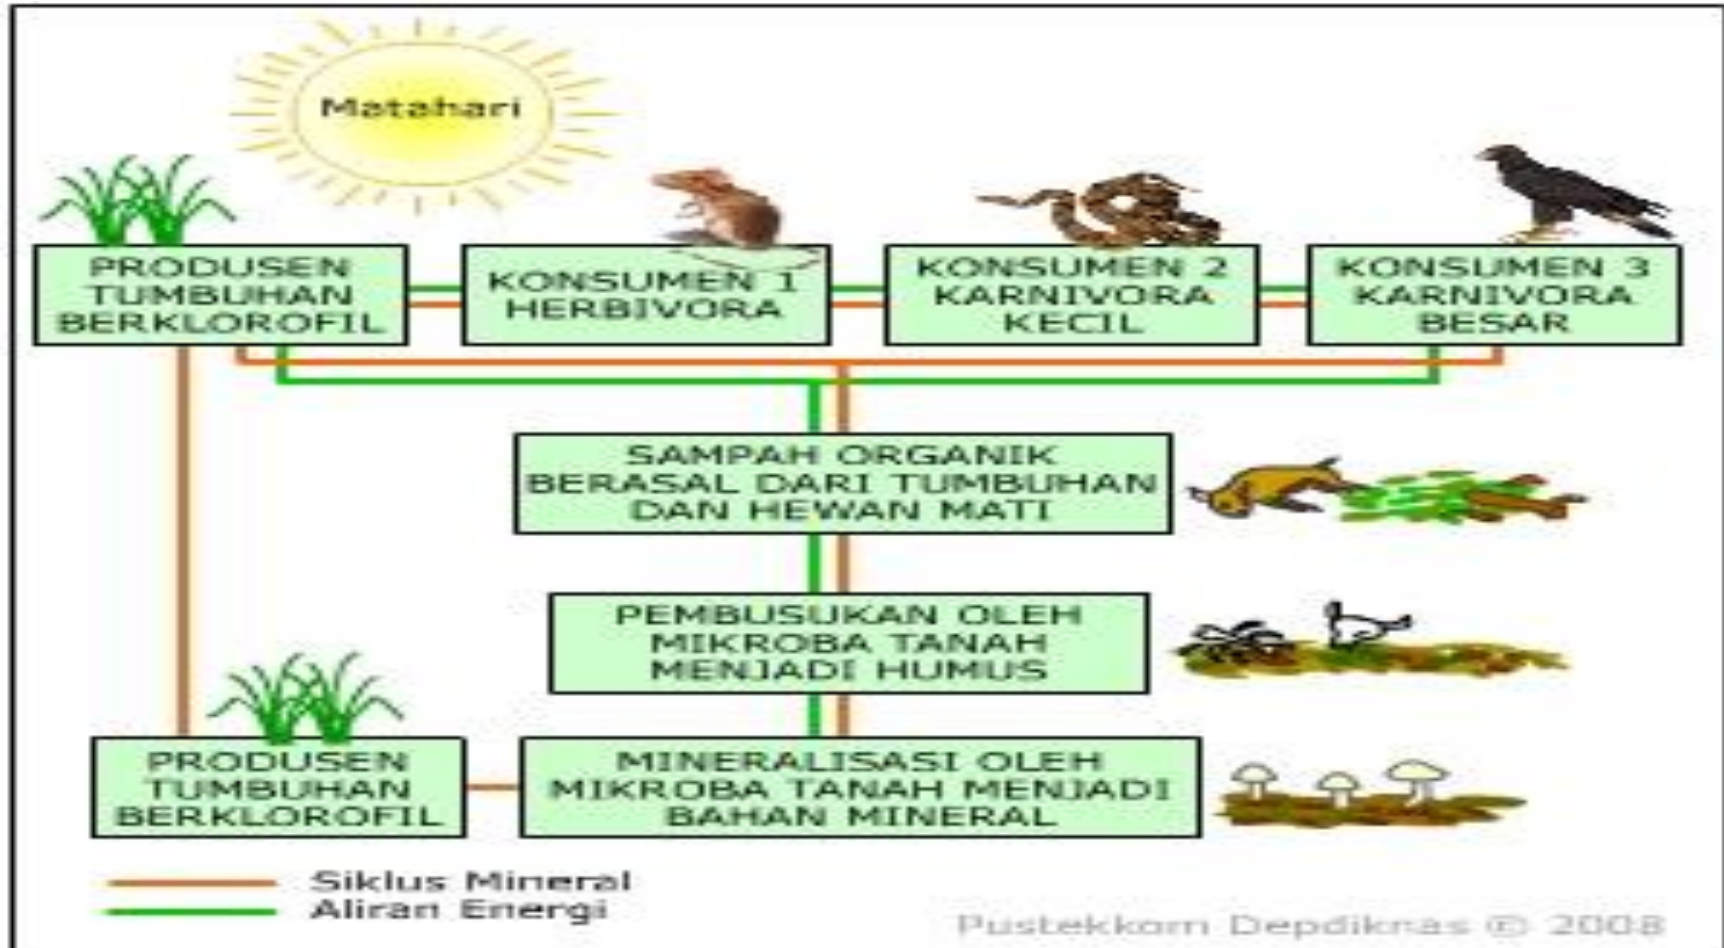 Matahari
PRODUSEN
TUMBUHAN
BERKLOROFIL
KONSUMEN 1
HERBIVORA
KONSUMEN 2
KARNIVORA
KECIL
KONSUMEN 3
KARNIVORA
BESAR
SAMPAH ORGANIK
BERASAL DARI TUMBUHAN
DAN HEWAN MATI
PEMBUSUKAN OLEH
MIKROBA TANAH
MENJADI HUMUS
PRODUSEN
TUMBUHAN
BERKLOROFIL
MINERALISASI OLEH
MIKROBA TANAH MENJADI
BAHAN MINERAL
Siklus Mineral
Aliran Energi
Pustekkom Depdiknas © 2008